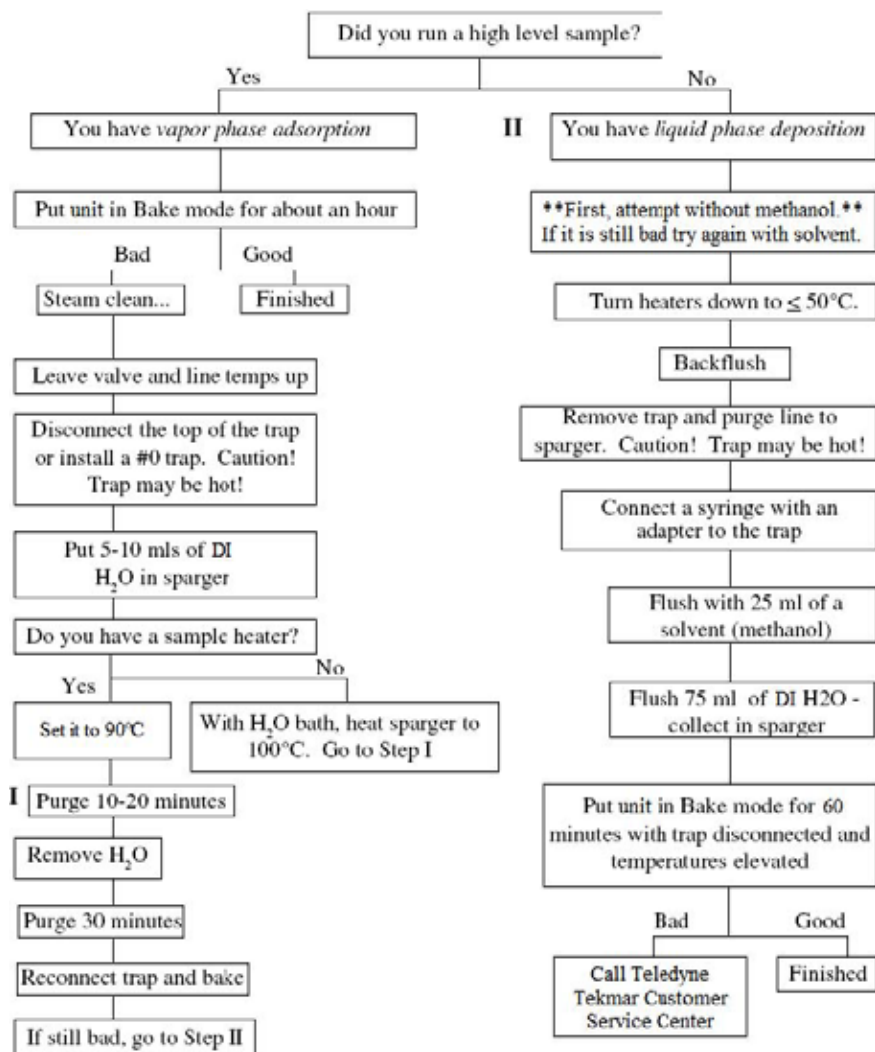 Did you run a high level sample?
Yes
No
You have vapor phase adsorption
Put unit in Bake mode for about an hour
Bad
Good
Steam clean...
Finished
Leave valve and line temps up
Disconnect the top of the trap
or install a #0 trap. Caution!
Trap may be hot!
Put 5-10 mls of DI
H₂O in sparger
Do you have a sample heater?
Yes
No
Set it to 90°C
With H₂O bath, heat sparger to
100°C. Go to Step I
I
Purge 10-20 minutes
Remove H₂O
Purge 30 minutes
Reconnect trap and bake
If still bad, go to Step II
II
You have liquid phase deposition
**First, attempt without methanol.**
If it is still bad try again with solvent.
Turn heaters down to ≤ 50°C.
Backflush
Remove trap and purge line to
sparger. Caution! Trap may be hot!
Connect a syringe with an
adapter to the trap
Flush with 25 ml of a
solvent (methanol)
Flush 75 ml of DI H2O -
collect in sparger
Put unit in Bake mode for 60
minutes with trap disconnected and
temperatures elevated
Bad
Good
Call Teledyne
Tekmar Customer
Service Center
Finished